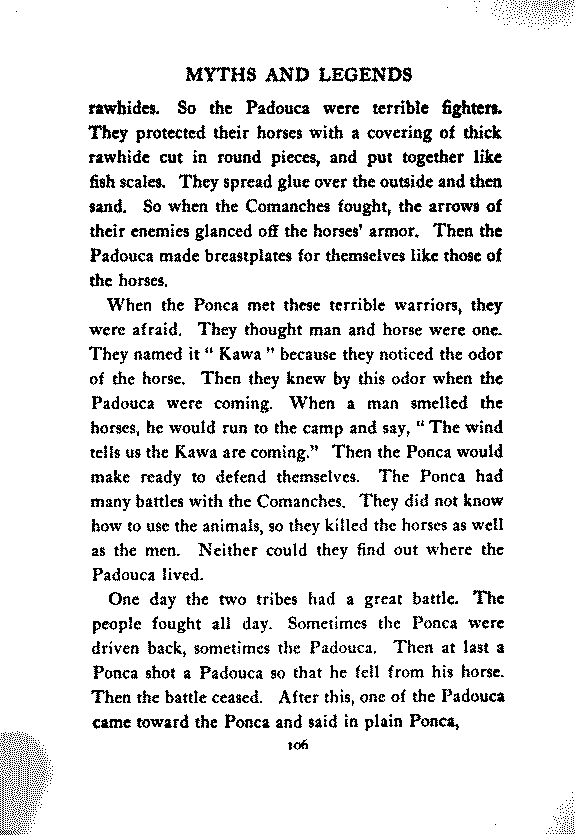 MYTHS AND LEGENDS
rawhides. So the Padouca were terrible fighters.
They protected their horses with a covering of thick
rawhide cut in round pieces, and put together like
fish scales. They spread glue over the outside and then
sand. So when the Comanches fought, the arrows of
their enemies glanced off the horses' armor. Then the
Padouca made breastplates for themselves like those of
the horses.
When the Ponca met these terrible warriors, they
were afraid. They thought man and horse were one.
They named it “ Kawa ” because they noticed the odor
of the horse. Then they knew by this odor when the
Padouca were coming. When a man smelled the
horses, he would run to the camp and say, “ The wind
tells us the Kawa are coming.” Then the Ponca would
make ready to defend themselves. The Ponca had
many battles with the Comanches. They did not know
how to use the animals, so they killed the horses as well
as the men. Neither could they find out where the
Padouca lived.
One day the two tribes had a great battle. The
people fought all day. Sometimes the Ponca were
driven back, sometimes the Padouca. Then at last a
Ponca shot a Padouca so that he fell from his horse.
Then the battle ceased. After this, one of the Padouca
came toward the Ponca and said in plain Ponca,
106